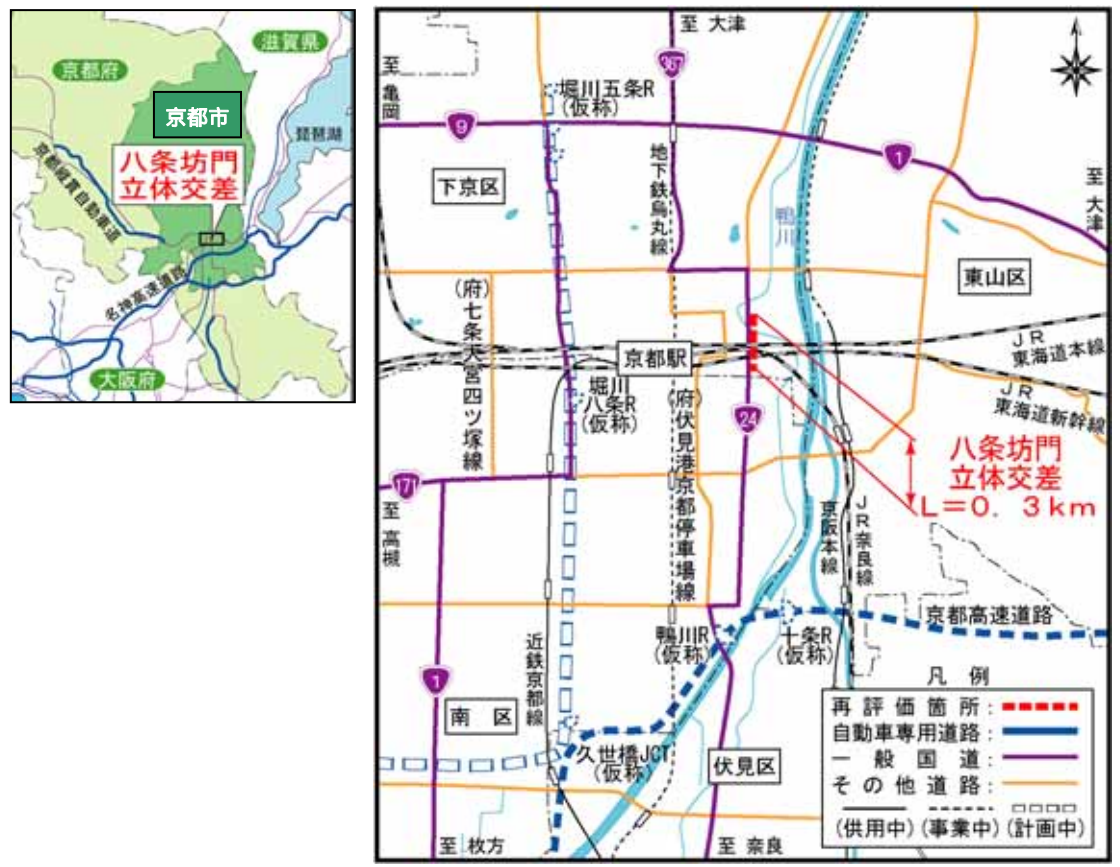 滋賀県
京都府
京都市
琵琶湖
八条坊門
立体交差
京都縦貫自動車道
名神高速道路
大阪府
至 大津
至 亀岡
367
堀川五条R
(仮称)
9
1
地下鉄烏丸線
至 大津
下京区
鴨川
東山区
(府)七条大宮四ツ塚線
京都駅
JR
東海道本線
堀川
八条R
(仮称)
(府)伏見港京都停車場線
24
JR
東海道新幹線
八条坊門
立体交差
L=0.3km
171
至 高槻
京阪本線
JR奈良線
京都高速道路
鴨川R
(仮称)
十条R
(仮称)
近鉄京都線
1
南 区
久世橋JCT
(仮称)
伏見区
至 枚方
至 奈良
凡 例
再評価箇所:
自動車専用道路:
一般国道:
その他道路:
(供用中)(事業中)(計画中)